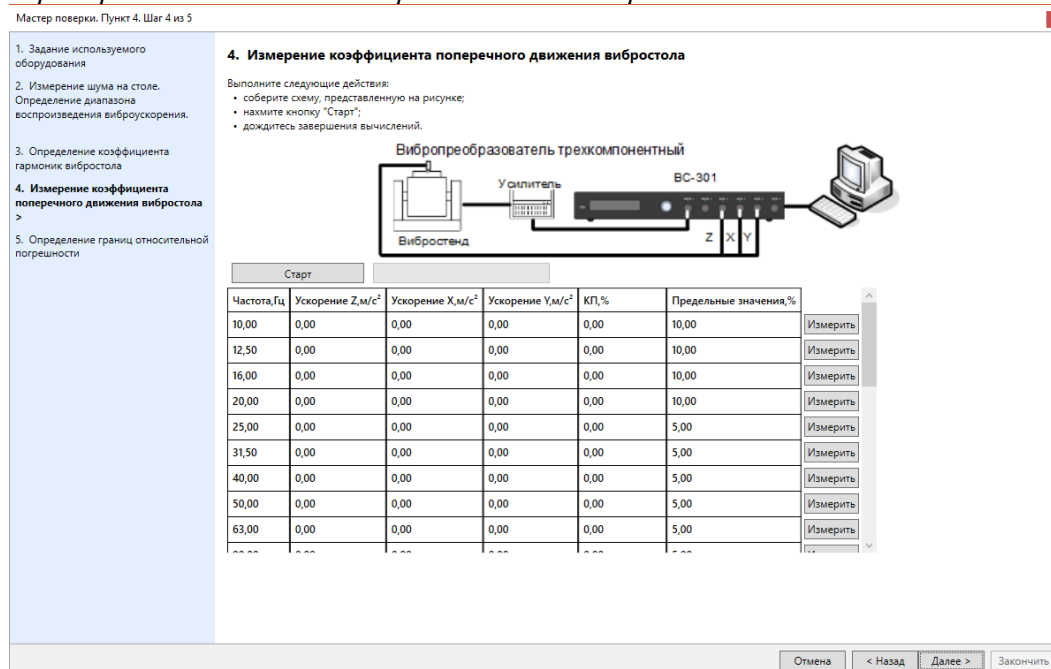 Мастер поверки. Пункт 4. Шаг 4 из 5
1. Задание используемого
оборудования
2. Измерение шума на столе.
Определение диапазона
воспроизведения виброускорения.
3. Определение коэффициента
гармоник вибростола
4. Измерение коэффициента
поперечного движения вибростола
>
5. Определение границ относительной
погрешности
4. Измерение коэффициента поперечного движения вибростола
Выполните следующие действия:
• соберите схему, представленную на рисунке;
• нахмите кнопку "Старт";
• дождитесь завершения вычислений.
Вибропреобразователь трехкомпонентный
Усилитель
ВС-301
Вибростенд
Z X Y
Старт
Частота,Гц Ускорение Z,м/с² Ускорение X,м/с² Ускорение Y,м/с² КП,% Предельные значения,%
10,00 0,00 0,00 0,00 0,00 10,00 Измерить
12,50 0,00 0,00 0,00 0,00 10,00 Измерить
16,00 0,00 0,00 0,00 0,00 10,00 Измерить
20,00 0,00 0,00 0,00 0,00 10,00 Измерить
25,00 0,00 0,00 0,00 0,00 5,00 Измерить
31,50 0,00 0,00 0,00 0,00 5,00 Измерить
40,00 0,00 0,00 0,00 0,00 5,00 Измерить
50,00 0,00 0,00 0,00 0,00 5,00 Измерить
63,00 0,00 0,00 0,00 0,00 5,00 Измерить
Отмена < Назад Далее > Закончить